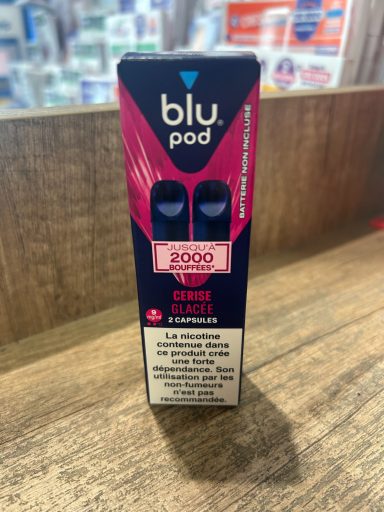 blu®
pod
BATTERIE NON INCLUSE
JUSQU'À
2000
BOUFFÉES*
CERISE
GLACÉE
9
mg/ml
2 CAPSULES
La nicotine
contenue dans
ce produit crée
une forte
dépendance. Son
utilisation par les
non-fumeurs
n'est pas
recommandée.